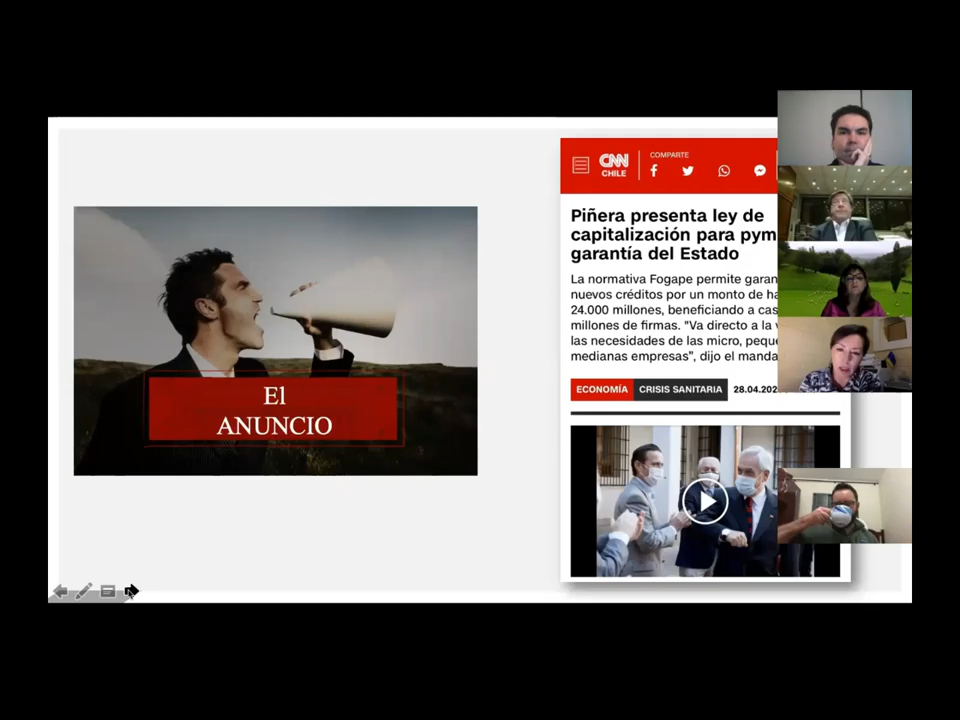 El
ANUNCIO
CNN
CHILE
COMPARTE
Piñera presenta ley de
capitalización para pym
garantía del Estado
La normativa Fogape permite garan
nuevos créditos por un monto de ha
24.000 millones, beneficiando a cas
millones de firmas. "Va directo a la
las necesidades de las micro, peque
medianas empresas", dijo el manda
ECONOMÍA CRISIS SANITARIA 28.04.202